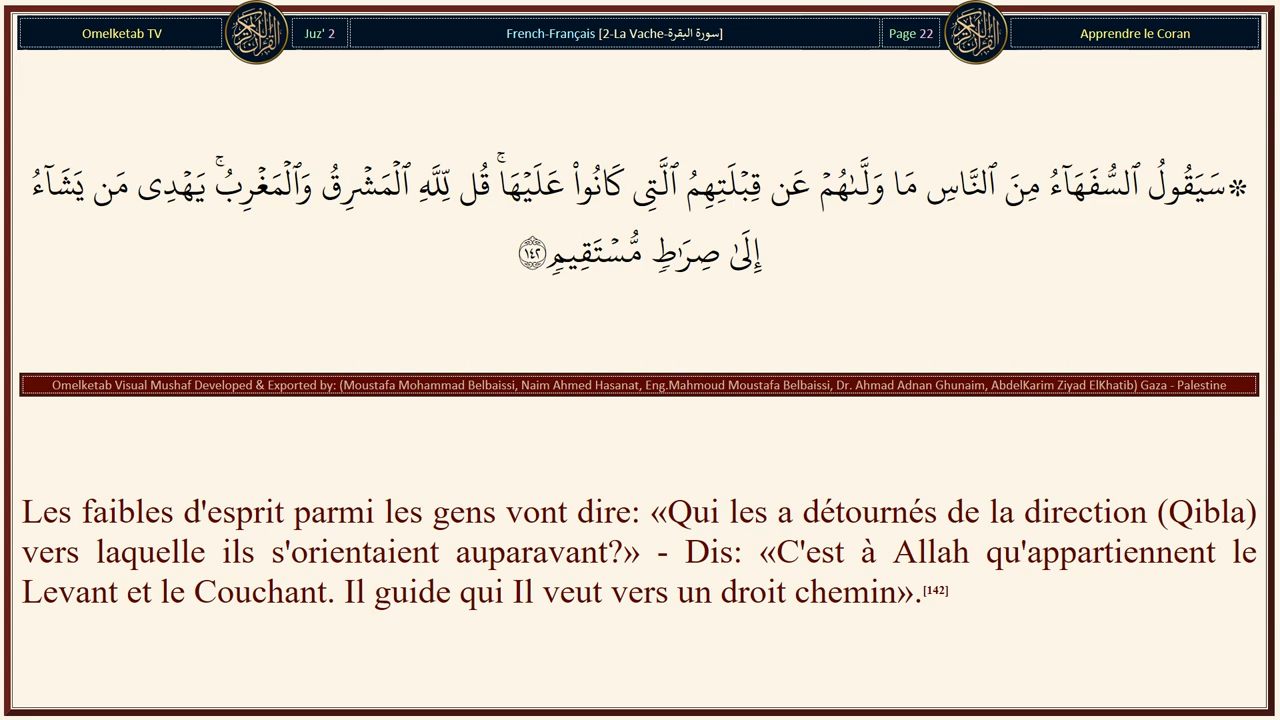 Omelketab TV
Juz' 2
French-Français [2-La Vache-سورة البقرة]
Page 22
Apprendre le Coran
۞سَيَقُولُ ٱلسُّفَهَآءُ مِنَ ٱلنَّاسِ مَا وَلَّىٰهُمۡ عَن قِبۡلَتِهِمُ ٱلَّتِى كَانُوا۟ عَلَيۡهَاۚ قُل لِّلَّهِ ٱلۡمَشۡرِقُ وَٱلۡمَغۡرِبُۚ يَهۡدِى مَن يَشَآءُ
إِلَىٰ صِرَٰطٍ مُّسۡتَقِيمٍ ١٤٢
Omelketab Visual Mushaf Developed & Exported by: (Moustafa Mohammad Belbaissi, Naim Ahmed Hasanat, Eng.Mahmoud Moustafa Belbaissi, Dr. Ahmad Adnan Ghunaim, AbdelKarim Ziyad ElKhatib) Gaza - Palestine
Les faibles d'esprit parmi les gens vont dire: «Qui les a détournés de la direction (Qibla)
vers laquelle ils s'orientaient auparavant?» - Dis: «C'est à Allah qu'appartiennent le
Levant et le Couchant. Il guide qui Il veut vers un droit chemin».[142]